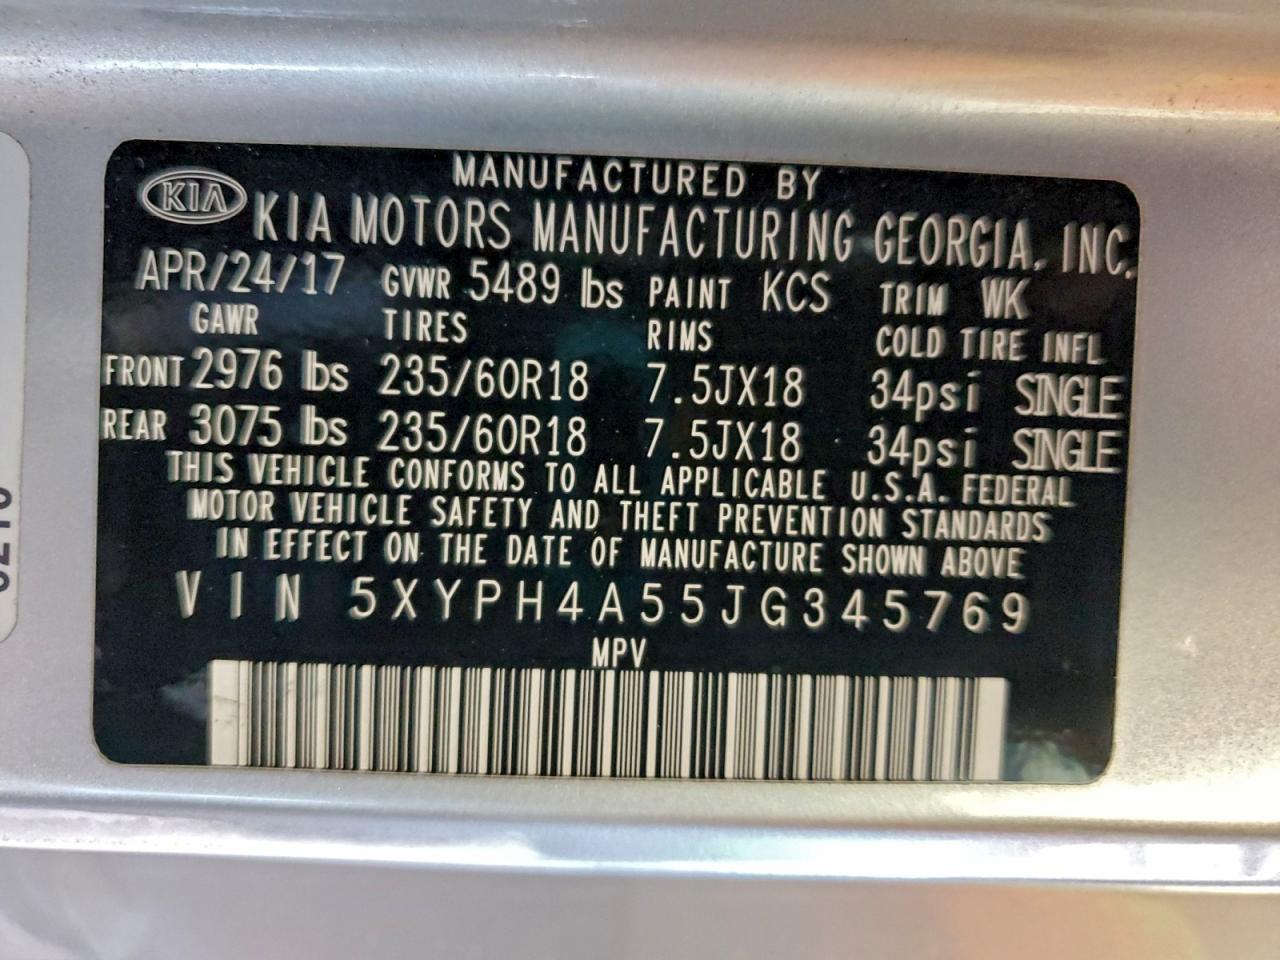 MANUFACTURED BY
KIA KIA MOTORS MANUFACTURING GEORGIA, INC.
APR/24/17 GVWR 5489 lbs PAINT KCS TRIM WK
GAWR TIRES RIMS COLD TIRE INFL
FRONT 2976 lbs 235/60R18 7.5JX18 34psi SINGLE
REAR 3075 lbs 235/60R18 7.5JX18 34psi SINGLE
THIS VEHICLE CONFORMS TO ALL APPLICABLE U.S.A. FEDERAL
MOTOR VEHICLE SAFETY AND THEFT PREVENTION STANDARDS
IN EFFECT ON THE DATE OF MANUFACTURE SHOWN ABOVE
VIN 5XYPH4A55JG345769
MPV